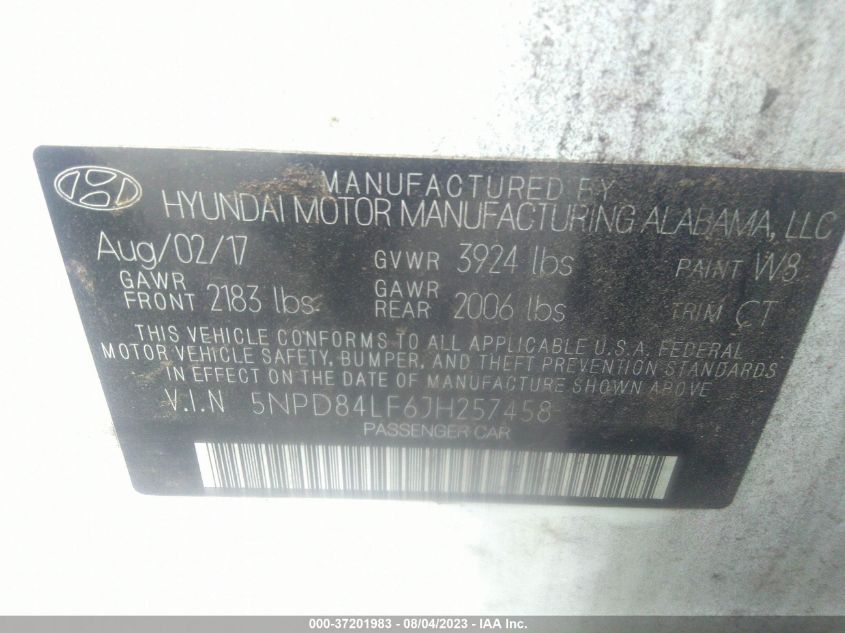 MANUFACTURED BY
HYUNDAI MOTOR MANUFACTURING ALABAMA, LLC
Aug/02/17 GVWR 3924 lbs PAINT W8
GAWR FRONT 2183 lbs GAWR REAR 2006 lbs TRIM CT
THIS VEHICLE CONFORMS TO ALL APPLICABLE U.S.A. FEDERAL
MOTOR VEHICLE SAFETY, BUMPER, AND THEFT PREVENTION STANDARDS
IN EFFECT ON THE DATE OF MANUFACTURE SHOWN ABOVE
V.I.N 5NPD84LF6JH257458
PASSENGER CAR
000-37201983 - 08/04/2023 - IAA Inc.